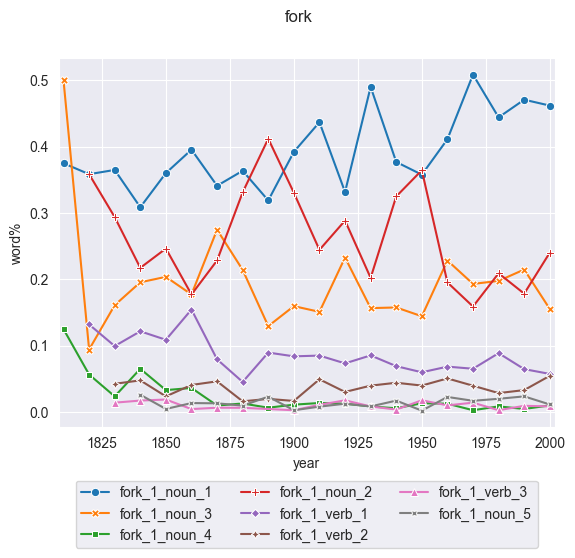 fork
0.5
0.4
0.3
0.2
0.1
0.0
word%
1825 1850 1875 1900 1925 1950 1975 2000
year
fork_1_noun_1 fork_1_noun_2 fork_1_verb_3
fork_1_noun_3 fork_1_verb_1 fork_1_noun_5
fork_1_noun_4 fork_1_verb_2